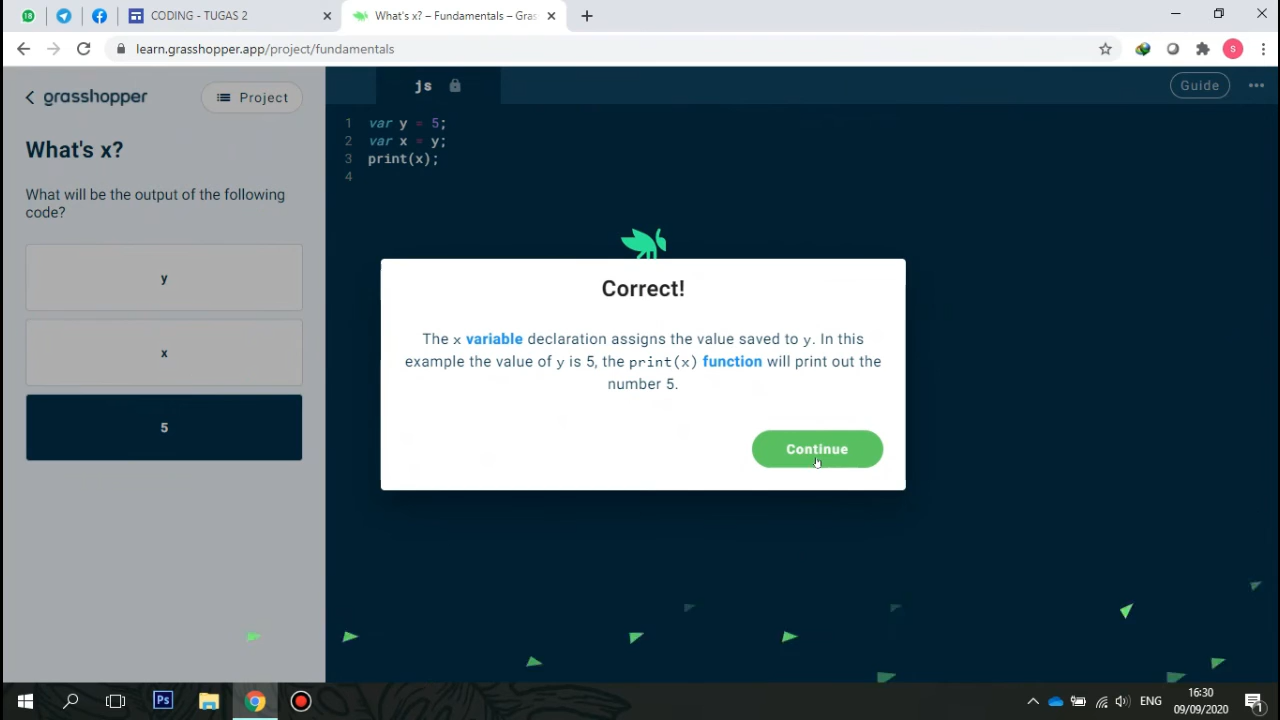 18
CODING - TUGAS 2
What's x? – Fundamentals – Gras
learn.grasshopper.app/project/fundamentals
S
grasshopper
Project
js
Guide
What's x?
What will be the output of the following
code?
y
x
5
1 var y = 5;
2 var x = y;
3 print(x);
4
Correct!
The x variable declaration assigns the value saved to y. In this
example the value of y is 5, the print(x) function will print out the
number 5.
Continue
Ps
ENG
16:30
09/09/2020
1